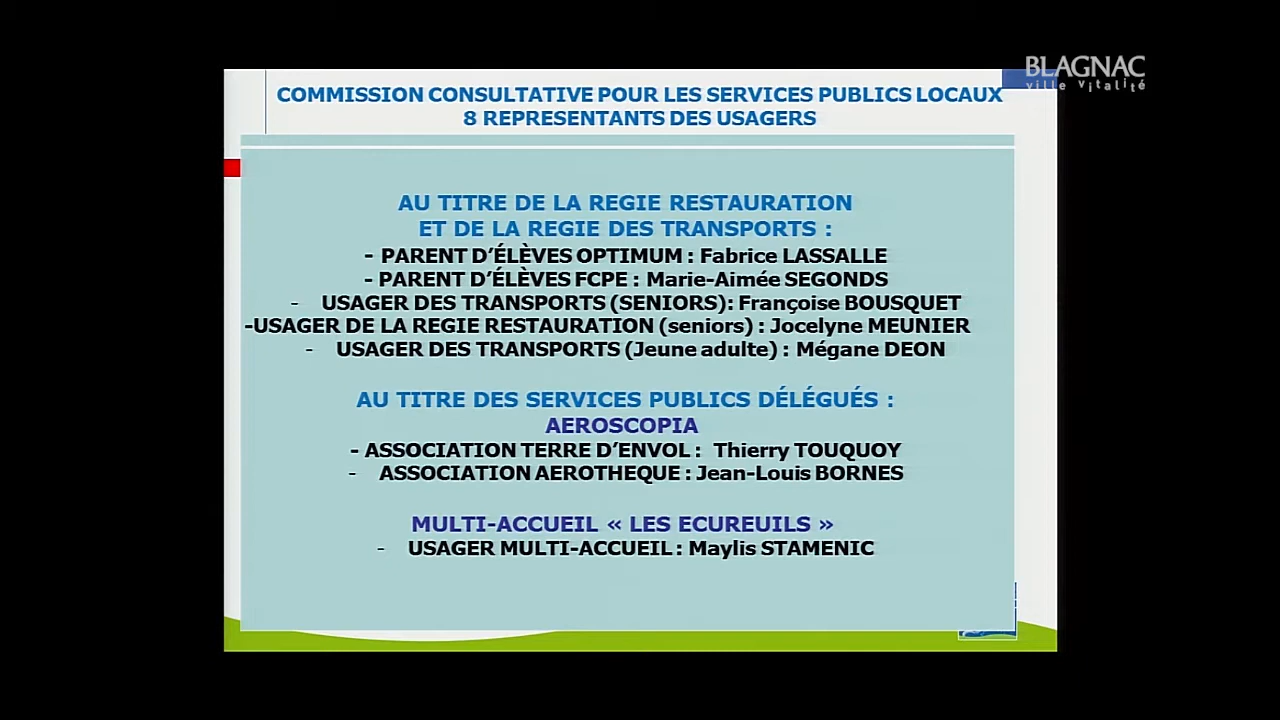 BLAGNAC
ville vitalité
COMMISSION CONSULTATIVE POUR LES SERVICES PUBLICS LOCAUX
8 REPRESENTANTS DES USAGERS
AU TITRE DE LA REGIE RESTAURATION
ET DE LA REGIE DES TRANSPORTS :
- PARENT D’ÉLÈVES OPTIMUM : Fabrice LASSALLE
- PARENT D’ÉLÈVES FCPE : Marie-Aimée SEGONDS
- USAGER DES TRANSPORTS (SENIORS): Françoise BOUSQUET
-USAGER DE LA REGIE RESTAURATION (seniors) : Jocelyne MEUNIER
- USAGER DES TRANSPORTS (Jeune adulte) : Mégane DEON
AU TITRE DES SERVICES PUBLICS DÉLÉGUÉS :
AEROSCOPIA
- ASSOCIATION TERRE D’ENVOL : Thierry TOUQUOY
- ASSOCIATION AEROTHEQUE : Jean-Louis BORNES
MULTI-ACCUEIL « LES ECUREUILS »
- USAGER MULTI-ACCUEIL : Maylis STAMENIC